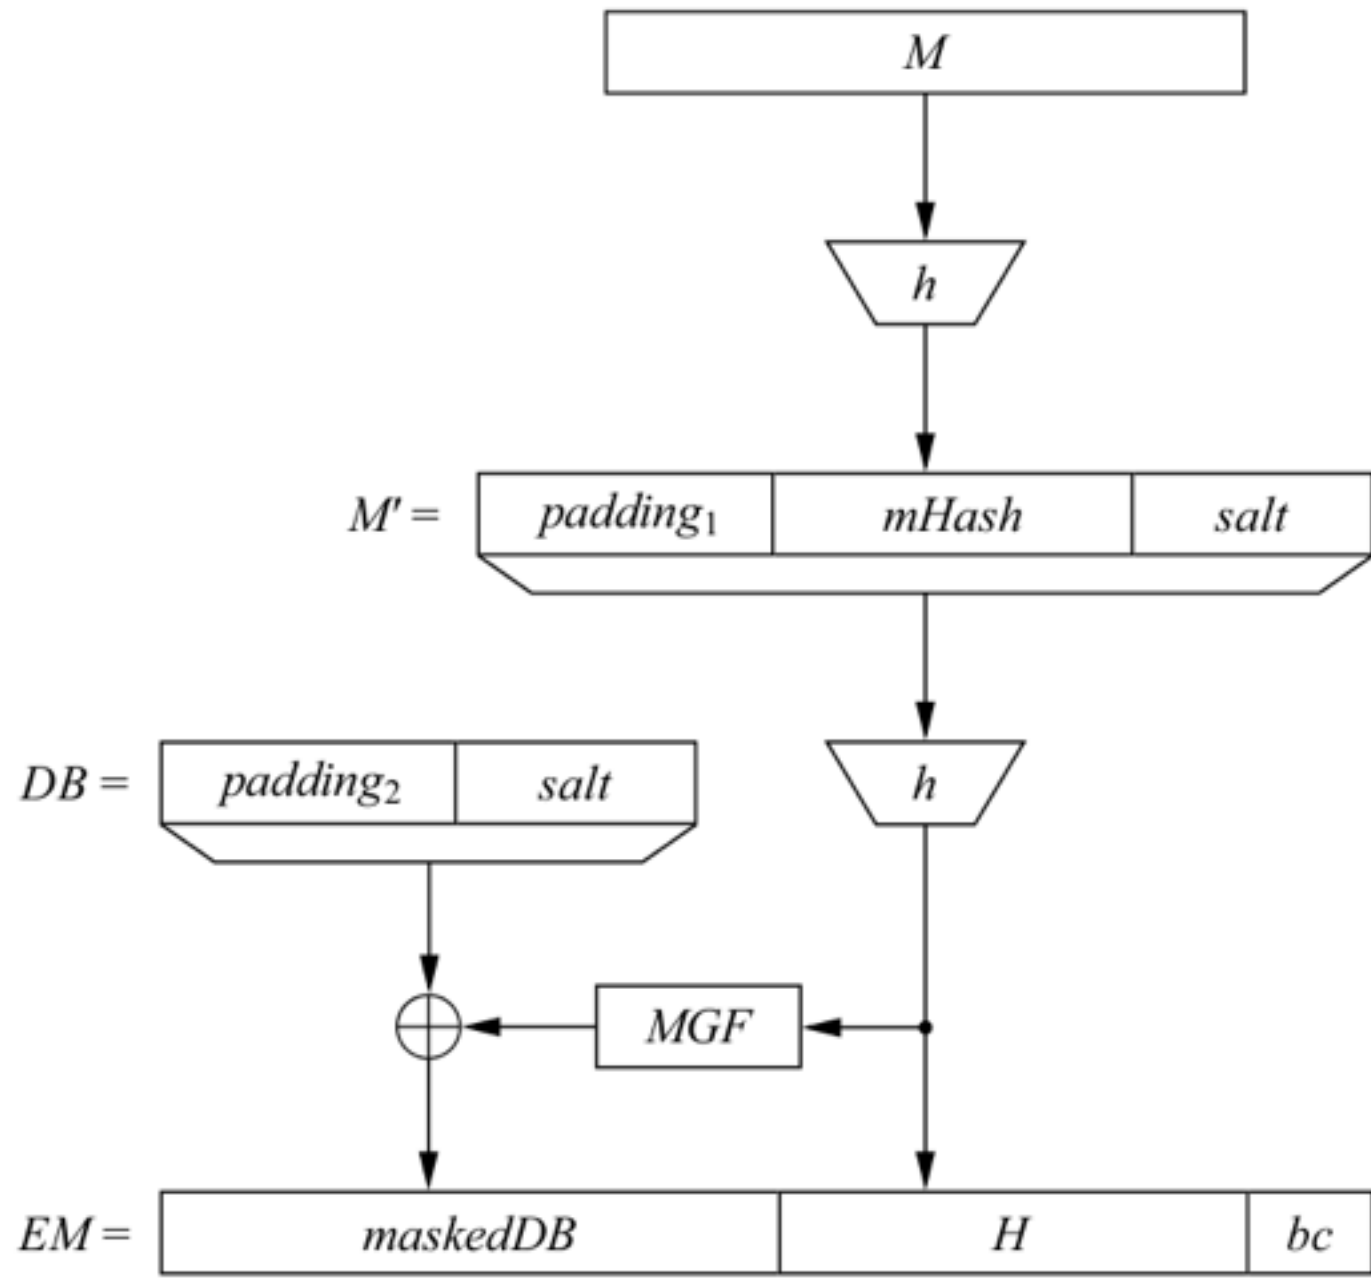 M
h
M' = padding₁ mHash salt
DB = padding₂ salt
h
MGF
EM = maskedDB H bc